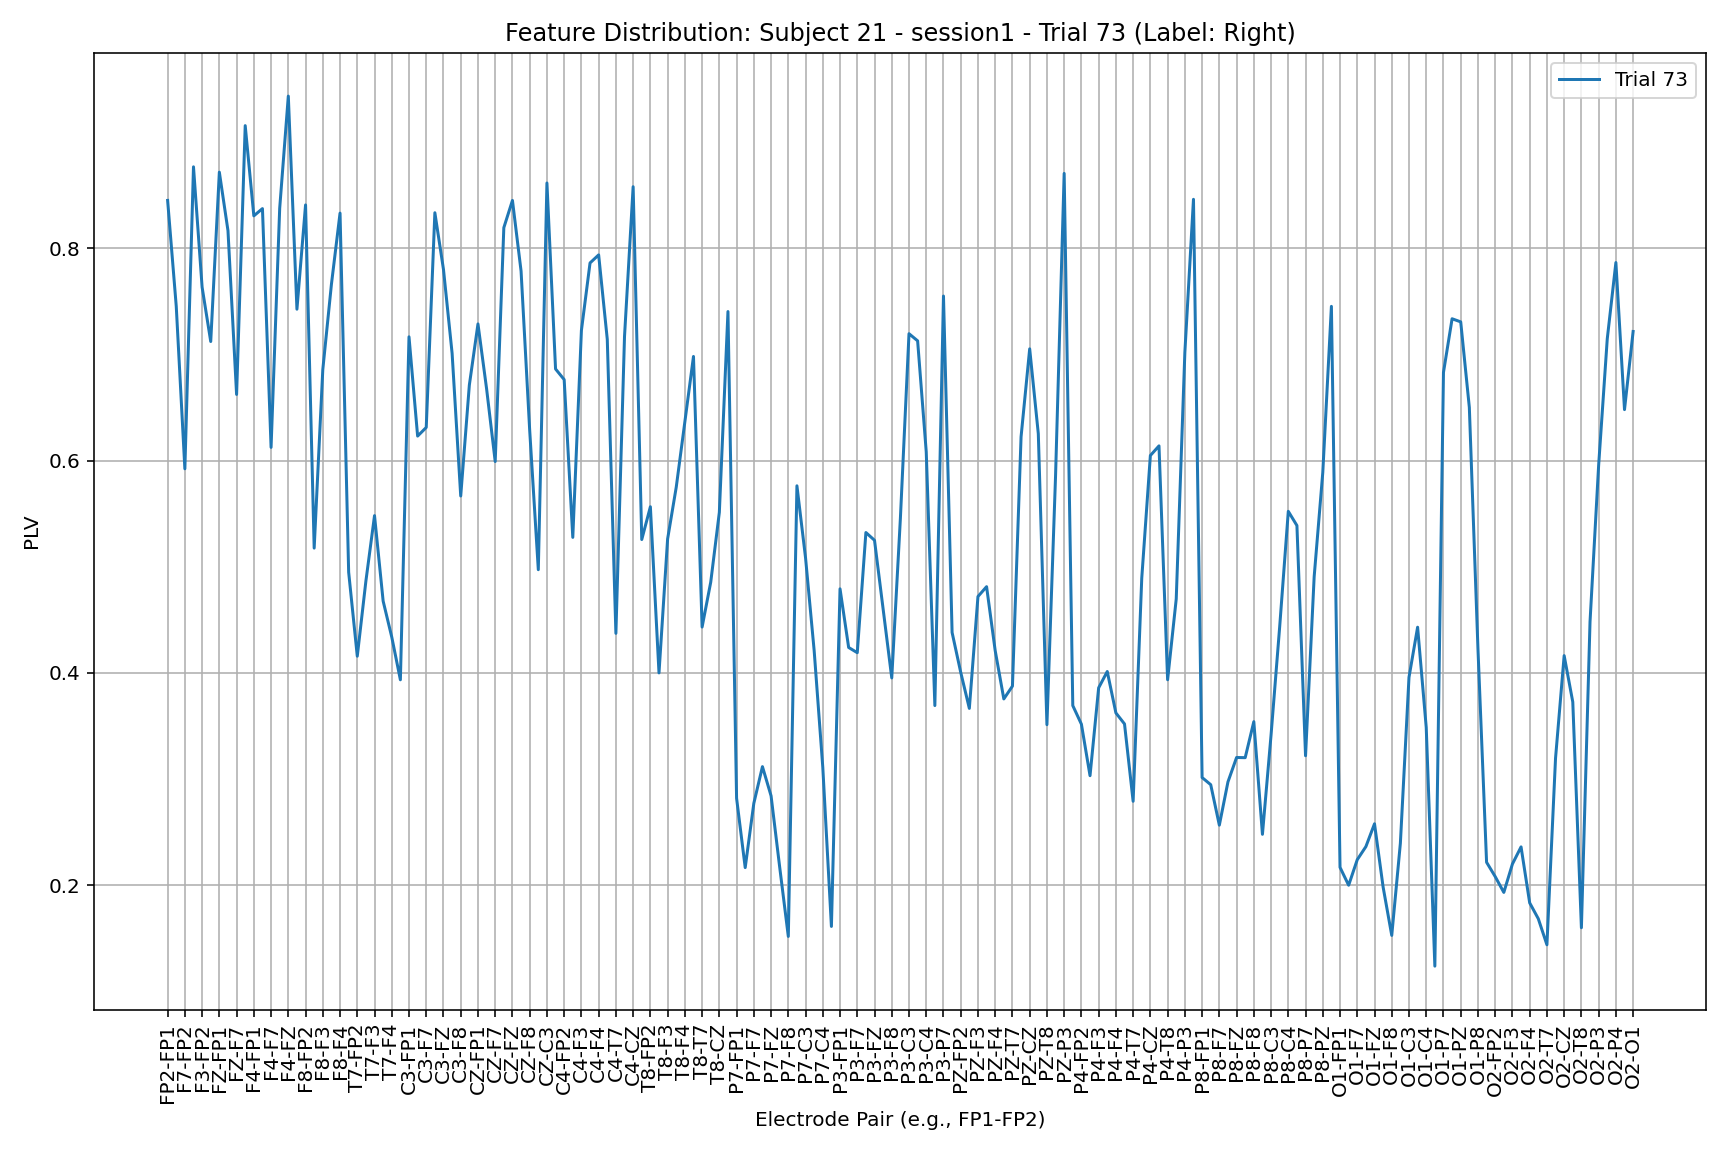 Feature Distribution: Subject 21 - session1 - Trial 73 (Label: Right)
Trial 73
PLV
0.8
0.6
0.4
0.2
FP2-FP1
F7-FP2
F3-FP2
FZ-FP1
FZ-F7
F4-FP1
F4-F7
F4-FZ
F8-FP2
F8-F3
F8-F4
T7-FP2
T7-F3
T7-F4
C3-FP1
C3-F7
C3-FZ
C3-F8
CZ-FP1
CZ-F7
CZ-FZ
CZ-F8
CZ-C3
C4-FP2
C4-F3
C4-F4
C4-T7
C4-CZ
T8-FP2
T8-F3
T8-F4
T8-T7
T8-CZ
P7-FP1
P7-F7
P7-FZ
P7-F8
P7-C3
P7-C4
P3-FP1
P3-F7
P3-FZ
P3-F8
P3-C3
P3-C4
P3-P7
PZ-FP2
PZ-F3
PZ-F4
PZ-T7
PZ-CZ
PZ-T8
PZ-P3
P4-FP2
P4-F3
P4-F4
P4-T7
P4-CZ
P4-T8
P4-P3
P8-FP1
P8-F7
P8-FZ
P8-F8
P8-C3
P8-C4
P8-P7
P8-PZ
O1-FP1
O1-F7
O1-FZ
O1-F8
O1-C3
O1-C4
O1-P7
O1-PZ
O1-P8
O2-FP2
O2-F3
O2-F4
O2-T7
O2-CZ
O2-T8
O2-P3
O2-P4
O2-O1
Electrode Pair (e.g., FP1-FP2)